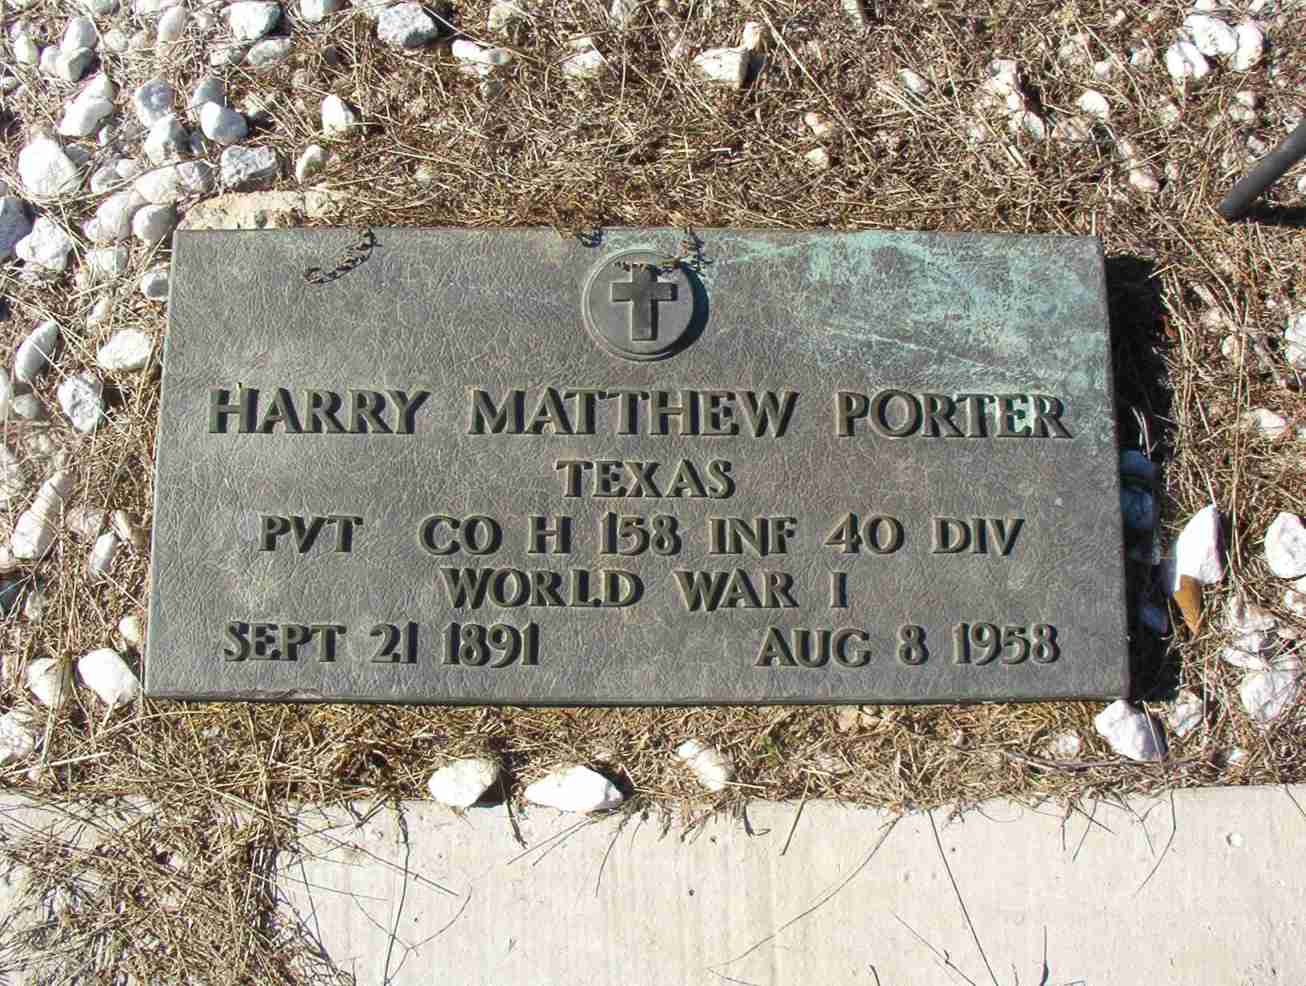 HARRY MATTHEW PORTER
TEXAS
PVT CO H 158 INF 40 DIV
WORLD WAR I
SEPT 21 1891 AUG 8 1958